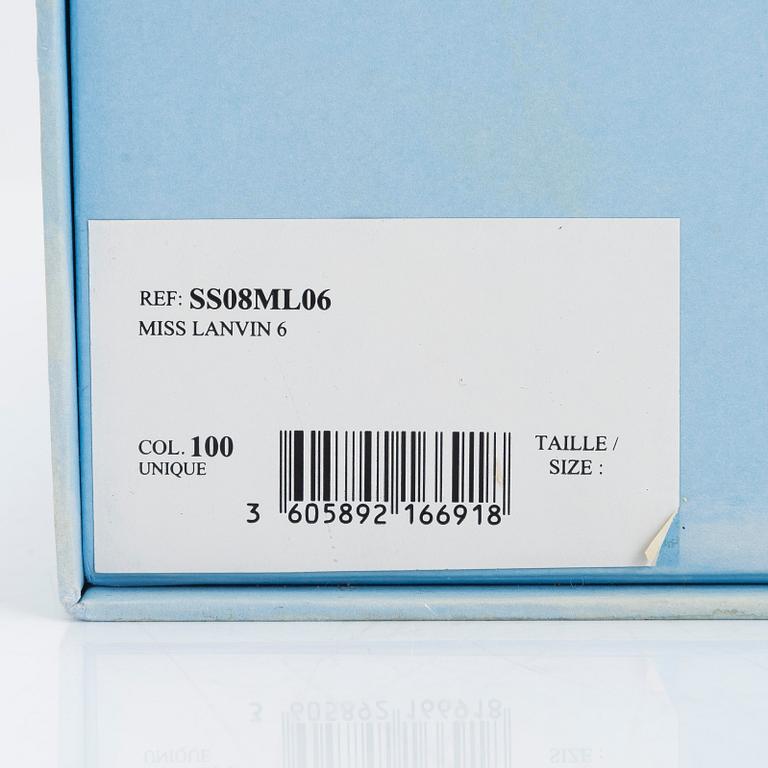 REF: SS08ML06
MISS LANVIN 6
COL. 100
UNIQUE
3 605892 166918
TAILLE /
SIZE :